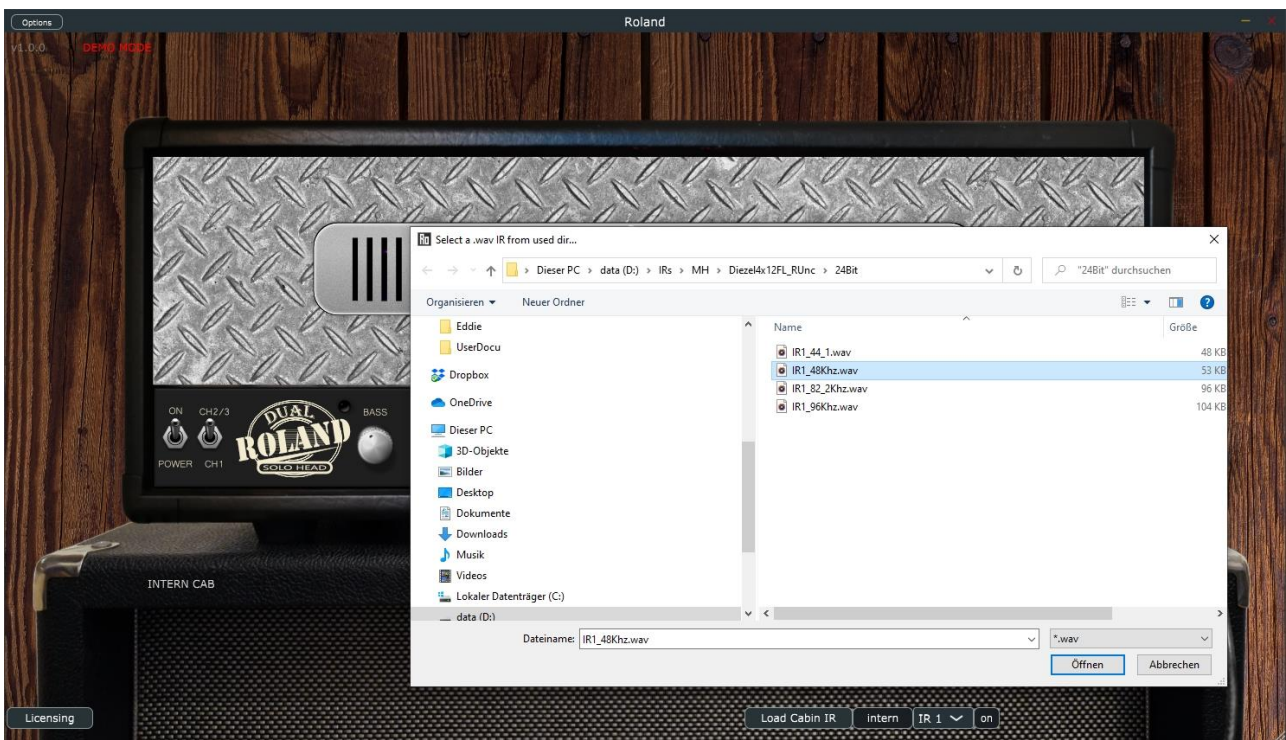 Options
Roland
v1.0.0 DEMO MODE
Select a .wav IR from used dir...
Dieser PC > data (D:) > IRs > MH > Diezel4x12FL_RUnc > 24Bit
"24Bit" durchsuchen
Organisieren
Neuer Ordner
Eddie
UserDocu
Dropbox
OneDrive
Dieser PC
3D-Objekte
Bilder
Desktop
Dokumente
Downloads
Musik
Videos
Lokaler Datenträger (C:)
data (D:)
Name Größe
IR1_44_1.wav 48 KB
IR1_48Khz.wav 53 KB
IR1_82_2Khz.wav 96 KB
IR1_96Khz.wav 104 KB
Dateiname: IR1_48Khz.wav
*.wav
Öffnen Abbrechen
ON CH2/3
POWER CH1
DUAL
ROLAND
SOLO HEAD
BASS
INTERN CAB
Licensing
Load Cabin IR intern IR 1 on